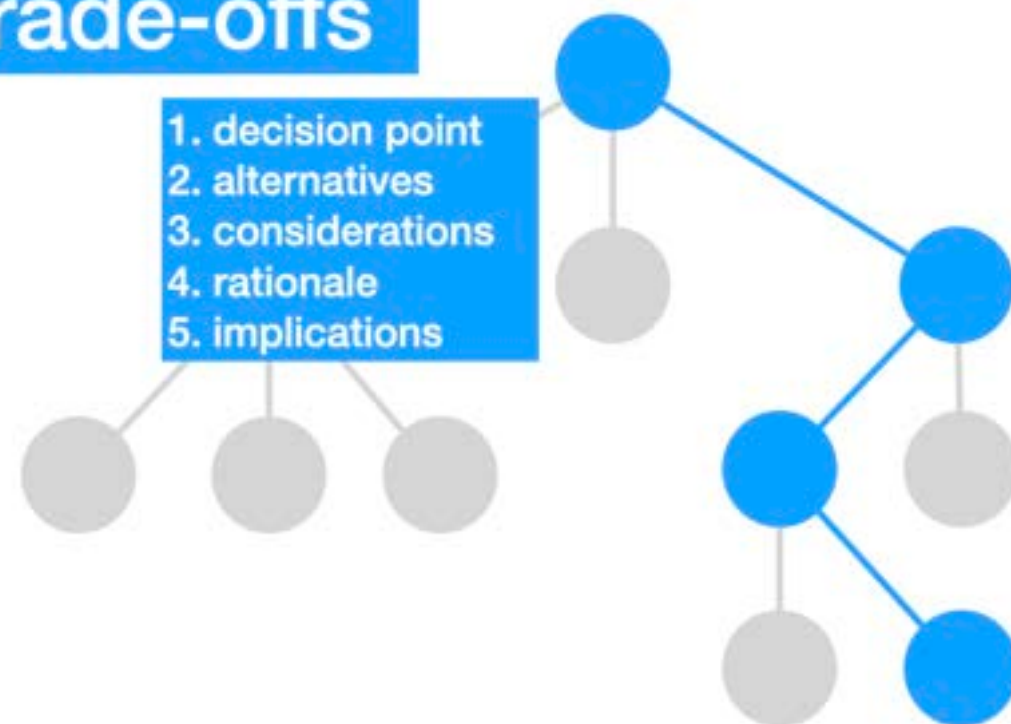 rade-offs
1. decision point
2. alternatives
3. considerations
4. rationale
5. implications